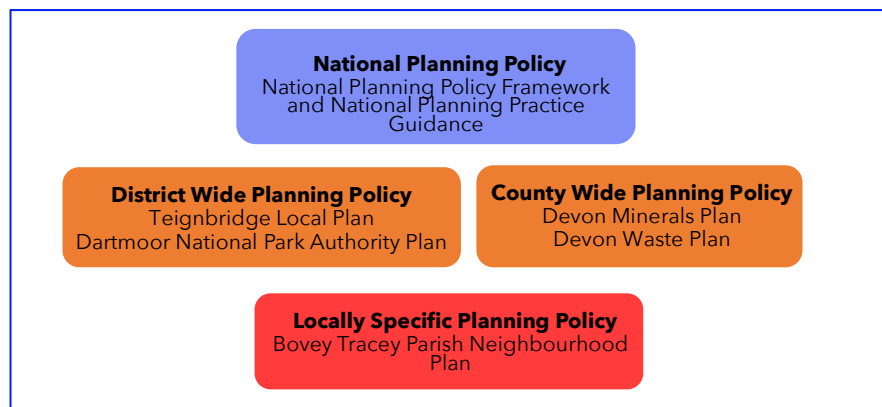 National Planning Policy
National Planning Policy Framework
and National Planning Practice
Guidance
District Wide Planning Policy
Teignbridge Local Plan
Dartmoor National Park Authority Plan
County Wide Planning Policy
Devon Minerals Plan
Devon Waste Plan
Locally Specific Planning Policy
Bovey Tracey Parish Neighbourhood
Plan